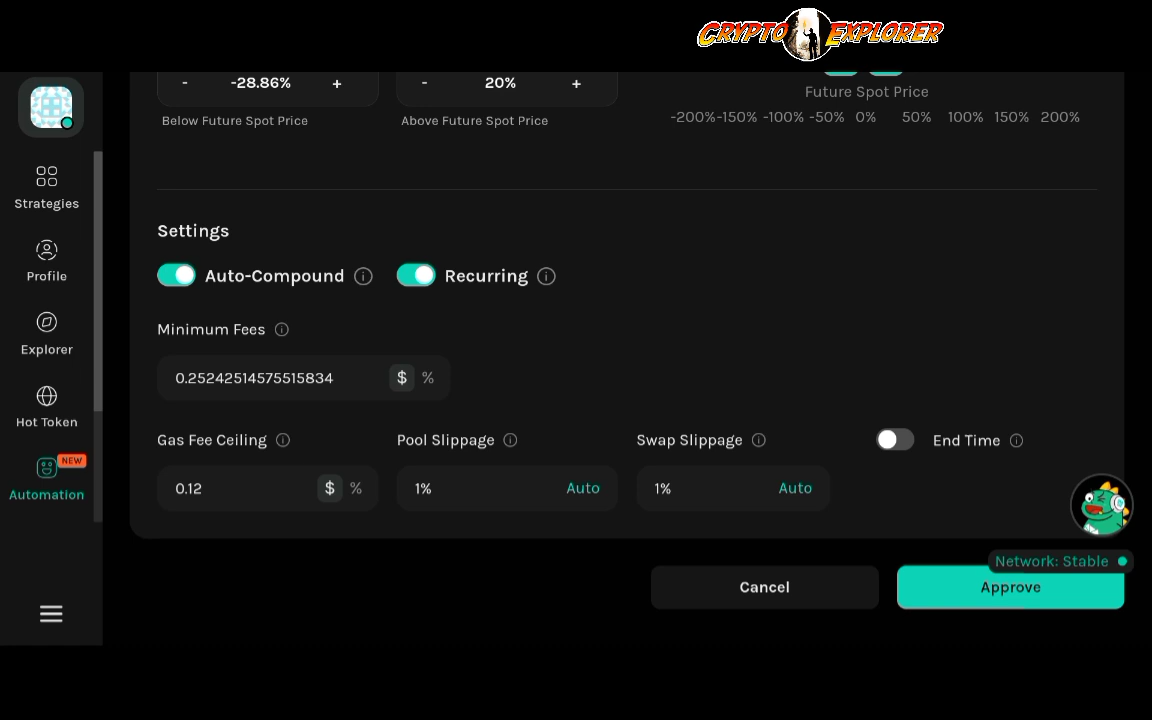 CRYPTO EXPLORER
- -28.86% + - 20% +
Future Spot Price
Below Future Spot Price Above Future Spot Price
-200% -150% -100% -50% 0% 50% 100% 150% 200%
Strategies
Profile
Explorer
Hot Token
NEW
Automation
Settings
Auto-Compound Recurring
Minimum Fees
0.25242514575515834 $ %
Gas Fee Ceiling Pool Slippage Swap Slippage End Time
0.12 $ % 1% Auto 1% Auto
Network: Stable
Cancel Approve